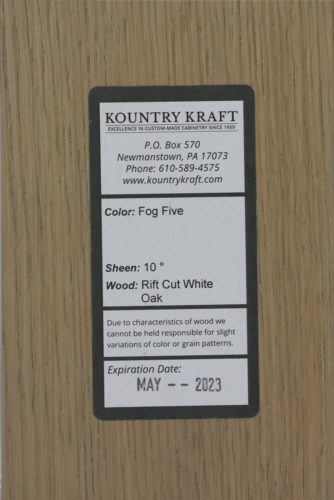 KOUNTRY KRAFT
EXCELLENCE IN CUSTOM-MADE CABINETRY SINCE 1959
P.O. Box 570
Newmanstown, PA 17073
Phone: 610-589-4575
www.kountrykraft.com
Color: Fog Five
Sheen: 10 °
Wood: Rift Cut White
Oak
Due to characteristics of wood we
cannot be held responsible for slight
variations of color or grain patterns.
Expiration Date:
MAY -- 2023